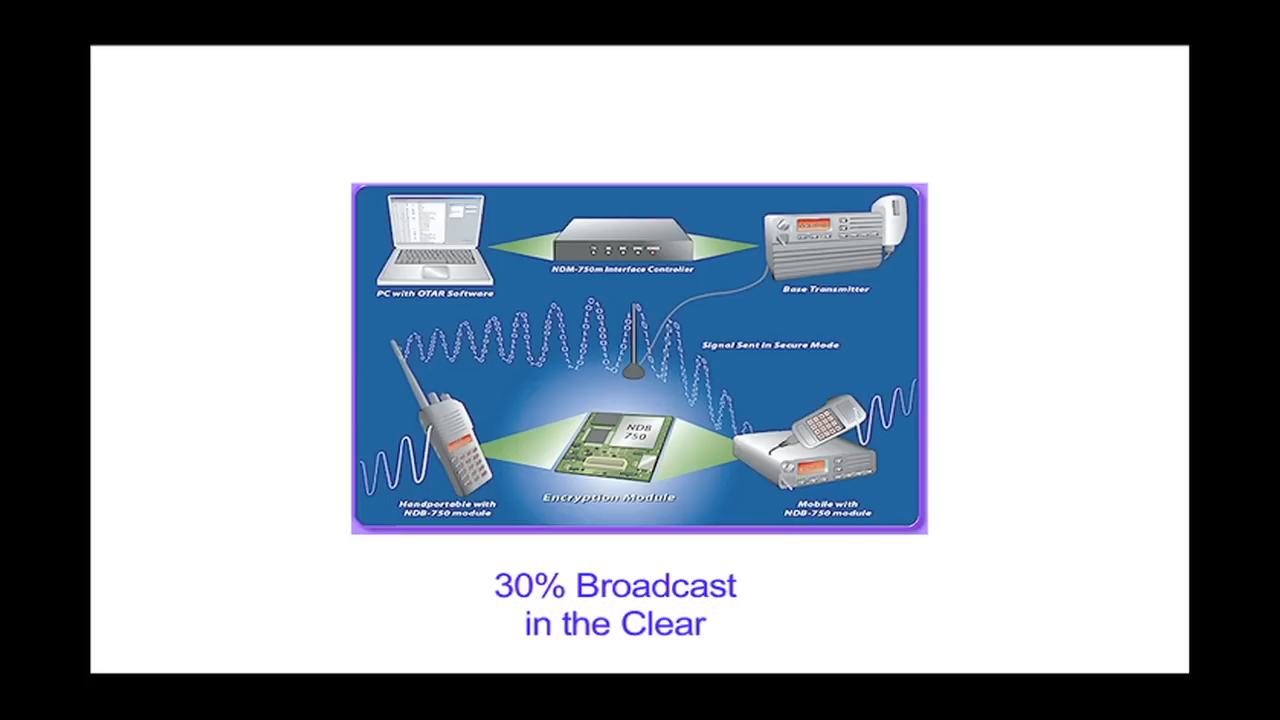 PC with OTAR Software
NDM-750m Interface Controller
Base Transmitter
Signal Sent in Secure Mode
NDB
750
Encryption Module
Handportable with
NDB-750 module
Mobile with
NDB-750 module
30% Broadcast
in the Clear